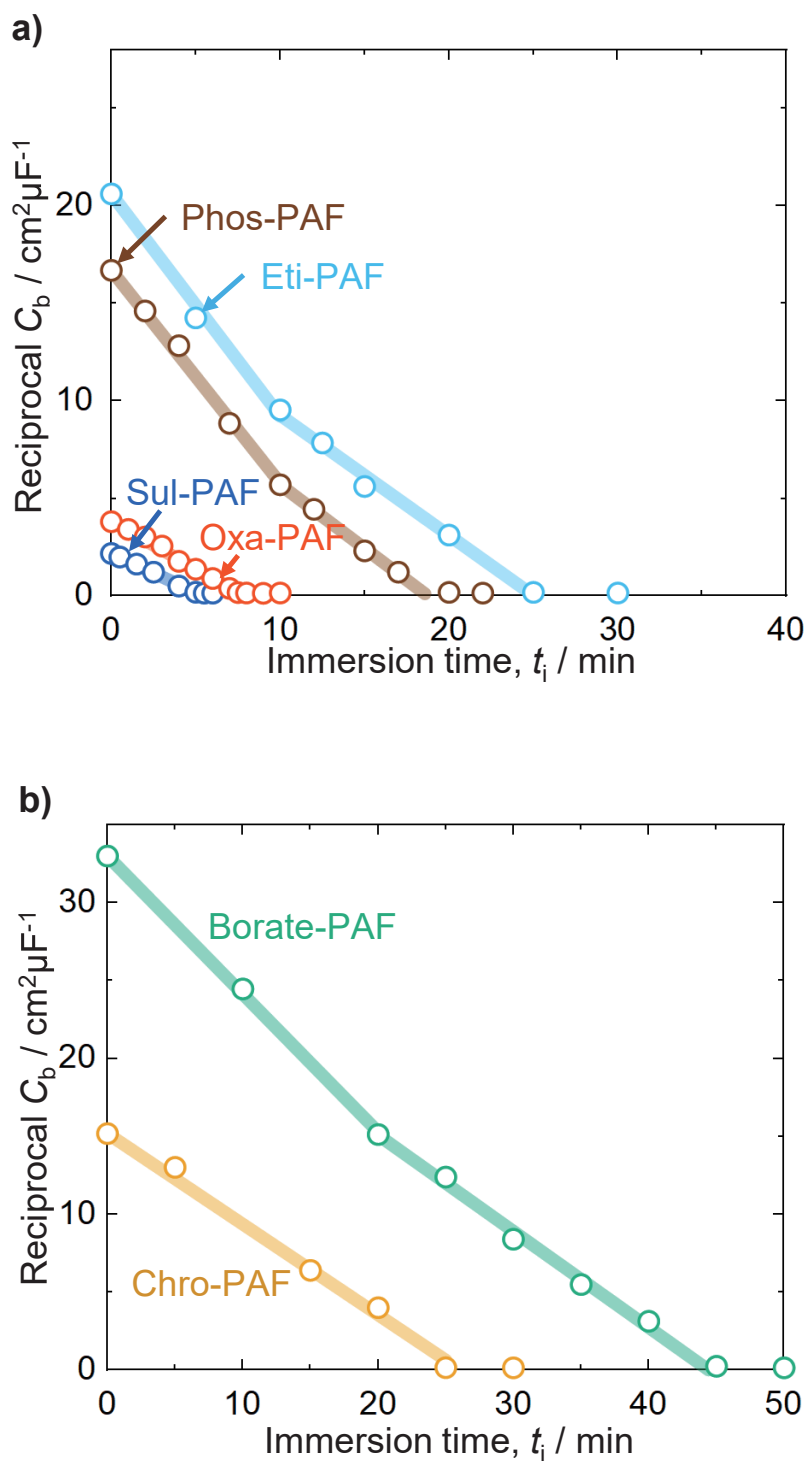 a)
Reciprocal C_b / cm²µF⁻¹
20
10
0
Phos-PAF
Eti-PAF
Sul-PAF
Oxa-PAF
0 10 20 30 40
Immersion time, t_i / min
b)
Reciprocal C_b / cm²µF⁻¹
30
20
10
0
Borate-PAF
Chro-PAF
0 10 20 30 40 50
Immersion time, t_i / min